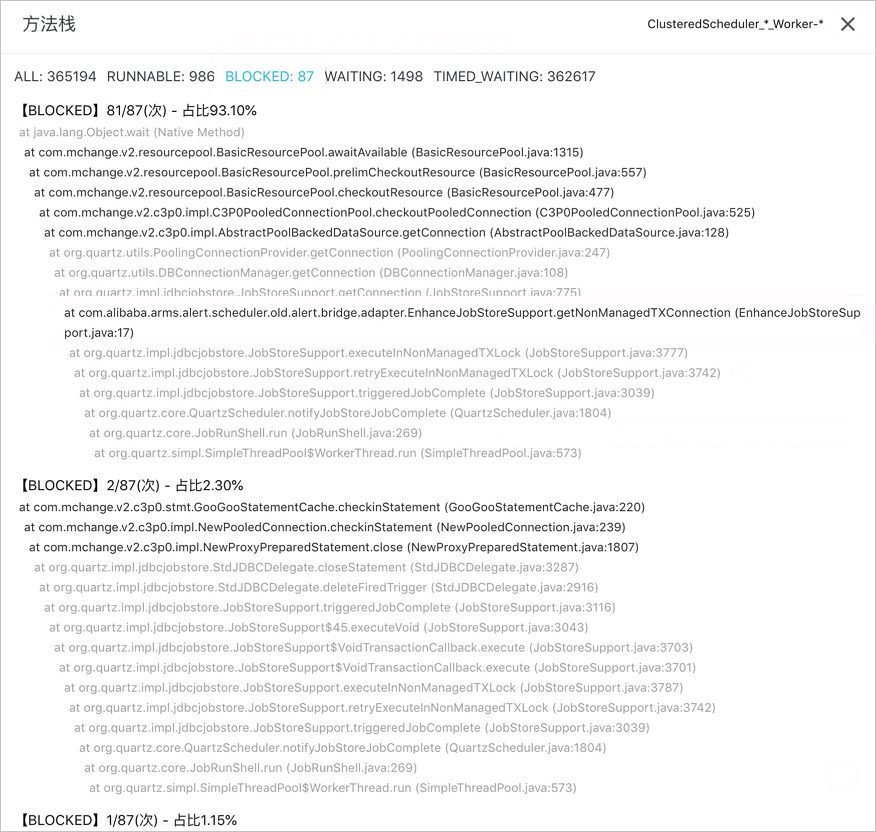 方法栈
ClusteredScheduler_*_Worker-*
ALL: 365194 RUNNABLE: 986 BLOCKED: 87 WAITING: 1498 TIMED_WAITING: 362617
【BLOCKED】81/87(次) - 占比93.10%
at java.lang.Object.wait (Native Method)
at com.mchange.v2.resourcepool.BasicResourcePool.awaitAvailable (BasicResourcePool.java:1315)
at com.mchange.v2.resourcepool.BasicResourcePool.prelimCheckoutResource (BasicResourcePool.java:557)
at com.mchange.v2.resourcepool.BasicResourcePool.checkoutResource (BasicResourcePool.java:477)
at com.mchange.v2.c3p0.impl.C3P0PooledConnectionPool.checkoutPooledConnection (C3P0PooledConnectionPool.java:525)
at com.mchange.v2.c3p0.impl.AbstractPoolBackedDataSource.getConnection (AbstractPoolBackedDataSource.java:128)
at org.quartz.utils.PoolingConnectionProvider.getConnection (PoolingConnectionProvider.java:247)
at org.quartz.utils.DBConnectionManager.getConnection (DBConnectionManager.java:108)
at org.quartz.impl.jdbcjobstore.JobStoreSupport.getConnection (JobStoreSupport.java:775)
at com.alibaba.arms.alert.scheduler.old.alert.bridge.adapter.EnhanceJobStoreSupport.getNonManagedTXConnection (EnhanceJobStoreSup
port.java:17)
at org.quartz.impl.jdbcjobstore.JobStoreSupport.executeInNonManagedTXLock (JobStoreSupport.java:3777)
at org.quartz.impl.jdbcjobstore.JobStoreSupport.retryExecuteInNonManagedTXLock (JobStoreSupport.java:3742)
at org.quartz.impl.jdbcjobstore.JobStoreSupport.triggeredJobComplete (JobStoreSupport.java:3039)
at org.quartz.core.QuartzScheduler.notifyJobStoreJobComplete (QuartzScheduler.java:1804)
at org.quartz.core.JobRunShell.run (JobRunShell.java:269)
at org.quartz.simpl.SimpleThreadPool$WorkerThread.run (SimpleThreadPool.java:573)
【BLOCKED】2/87(次) - 占比2.30%
at com.mchange.v2.c3p0.stmt.GooGooStatementCache.checkinStatement (GooGooStatementCache.java:220)
at com.mchange.v2.c3p0.impl.NewPooledConnection.checkinStatement (NewPooledConnection.java:239)
at com.mchange.v2.c3p0.impl.NewProxyPreparedStatement.close (NewProxyPreparedStatement.java:1807)
at org.quartz.impl.jdbcjobstore.StdJDBCDelegate.closeStatement (StdJDBCDelegate.java:3287)
at org.quartz.impl.jdbcjobstore.StdJDBCDelegate.deleteFiredTrigger (StdJDBCDelegate.java:2916)
at org.quartz.impl.jdbcjobstore.JobStoreSupport.triggeredJobComplete (JobStoreSupport.java:3116)
at org.quartz.impl.jdbcjobstore.JobStoreSupport$45.executeVoid (JobStoreSupport.java:3043)
at org.quartz.impl.jdbcjobstore.JobStoreSupport$VoidTransactionCallback.execute (JobStoreSupport.java:3703)
at org.quartz.impl.jdbcjobstore.JobStoreSupport$VoidTransactionCallback.execute (JobStoreSupport.java:3701)
at org.quartz.impl.jdbcjobstore.JobStoreSupport.executeInNonManagedTXLock (JobStoreSupport.java:3787)
at org.quartz.impl.jdbcjobstore.JobStoreSupport.retryExecuteInNonManagedTXLock (JobStoreSupport.java:3742)
at org.quartz.impl.jdbcjobstore.JobStoreSupport.triggeredJobComplete (JobStoreSupport.java:3039)
at org.quartz.core.QuartzScheduler.notifyJobStoreJobComplete (QuartzScheduler.java:1804)
at org.quartz.core.JobRunShell.run (JobRunShell.java:269)
at org.quartz.simpl.SimpleThreadPool$WorkerThread.run (SimpleThreadPool.java:573)
【BLOCKED】1/87(次) - 占比1.15%